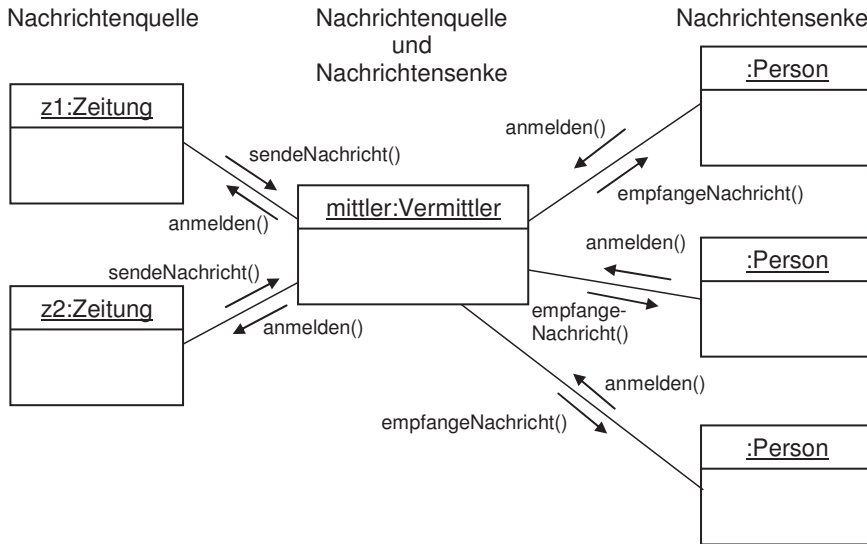 Nachrichtenquelle
Nachrichtenquelle
und
Nachrichtensenke
Nachrichtensenke
z1:Zeitung
:Person
anmelden()
sendeNachricht()
empfangeNachricht()
mittler:Vermittler
anmelden()
anmelden()
:Person
sendeNachricht()
z2:Zeitung
anmelden()
empfange-
Nachricht()
anmelden()
empfangeNachricht()
:Person